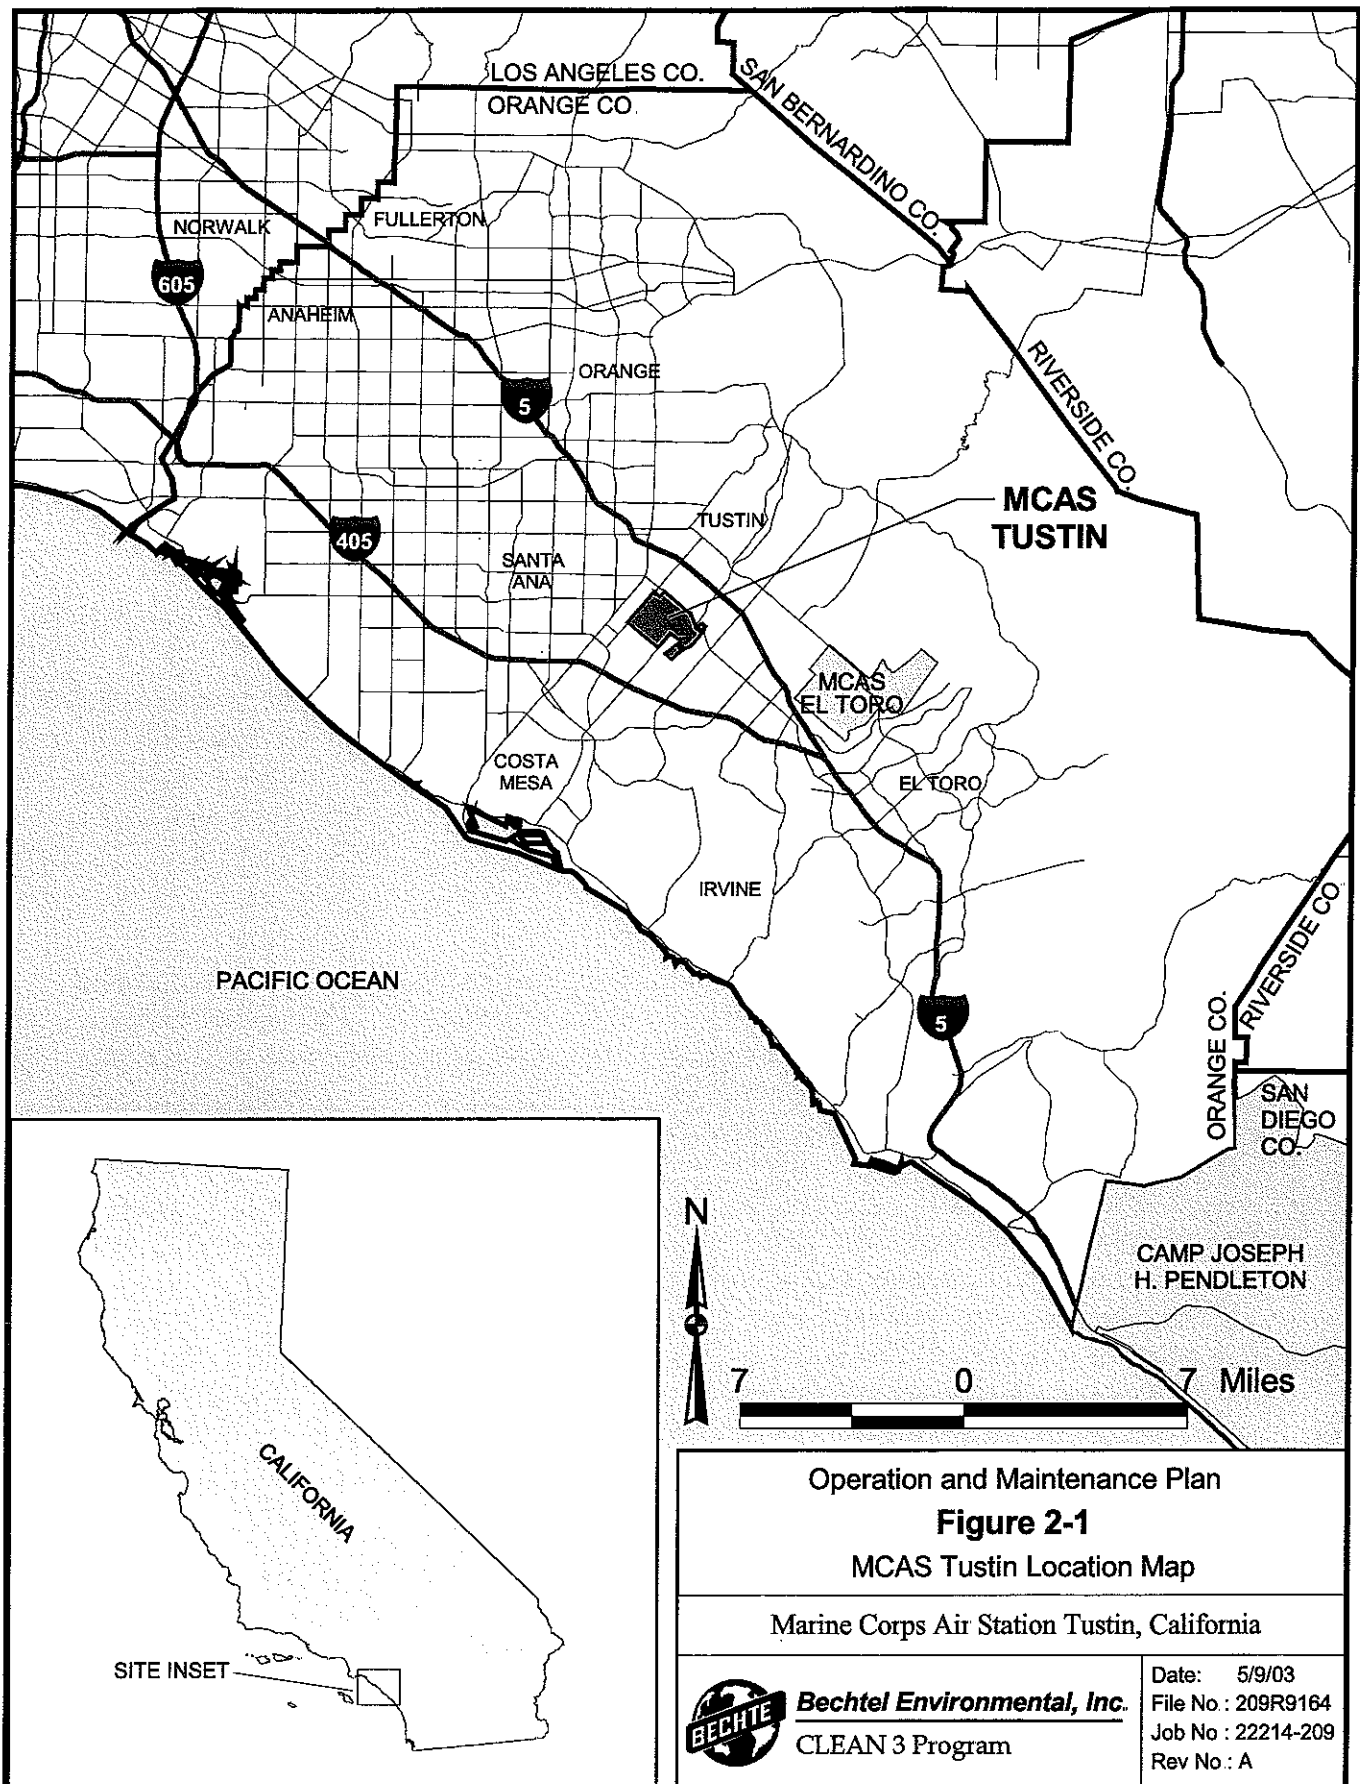 LOS ANGELES CO.
ORANGE CO
SAN BERNARDINO CO.
NORWALK
FULLERTON
605
ANAHEIM
RIVERSIDE CO.
ORANGE
5
MCAS
TUSTIN
TUSTIN
405
SANTA
ANA
MCAS
EL TORO
COSTA
MESA
EL TORO
IRVINE
PACIFIC OCEAN
5
ORANGE CO.
RIVERSIDE CO
SAN
DIEGO
CO.
CAMP JOSEPH
H. PENDLETON
N
7 0 7 Miles
CALIFORNIA
SITE INSET
Operation and Maintenance Plan
Figure 2-1
MCAS Tustin Location Map
Marine Corps Air Station Tustin, California
BECHTE
Bechtel Environmental, Inc.
CLEAN 3 Program
Date: 5/9/03
File No.: 209R9164
Job No : 22214-209
Rev No.: A